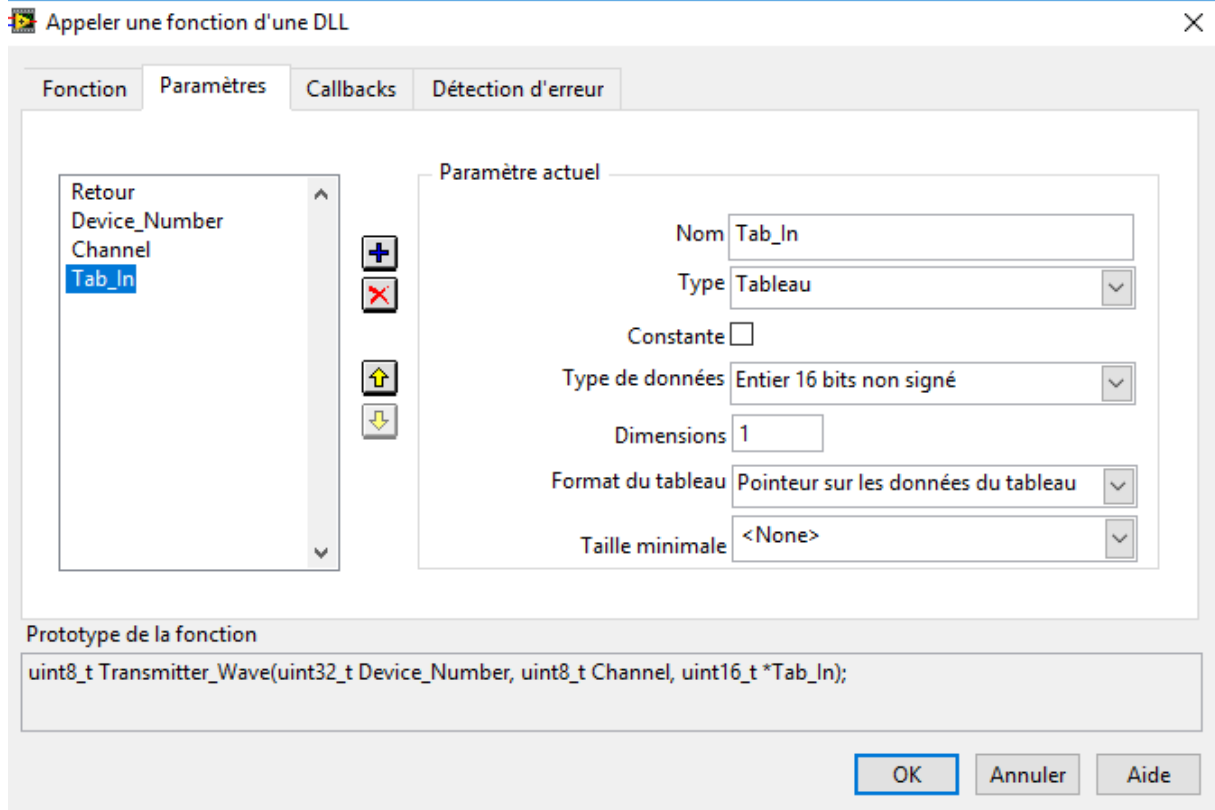 Appeler une fonction d'une DLL
Fonction Paramètres Callbacks Détection d'erreur
Retour
Device_Number
Channel
Tab_In
Paramètre actuel
Nom Tab_In
Type Tableau
Constante
Type de données Entier 16 bits non signé
Dimensions 1
Format du tableau Pointeur sur les données du tableau
Taille minimale <None>
Prototype de la fonction
uint8_t Transmitter_Wave(uint32_t Device_Number, uint8_t Channel, uint16_t *Tab_In);
OK Annuler Aide